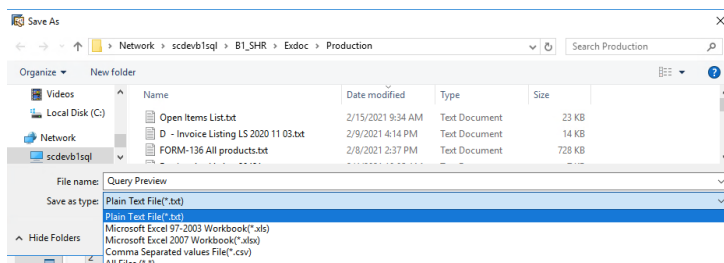 Save As
Network > scdevb1sql > B1_SHR > Exdoc > Production
Search Production
Organize
New folder
Videos
Local Disk (C:)
Network
scdevb1sql
Name Date modified Type Size
Open Items List.txt 2/15/2021 9:34 AM Text Document 23 KB
D - Invoice Listing LS 2020 11 03.txt 2/9/2021 4:14 PM Text Document 14 KB
FORM-136 All products.txt 2/8/2021 2:37 PM Text Document 728 KB
File name: Query Preview
Save as type: Plain Text File(*.txt)
Plain Text File(*.txt)
Microsoft Excel 97-2003 Workbook(*.xls)
Microsoft Excel 2007 Workbook(*.xlsx)
Comma Separated values File(*.csv)
All Files (*.*)
Hide Folders
2